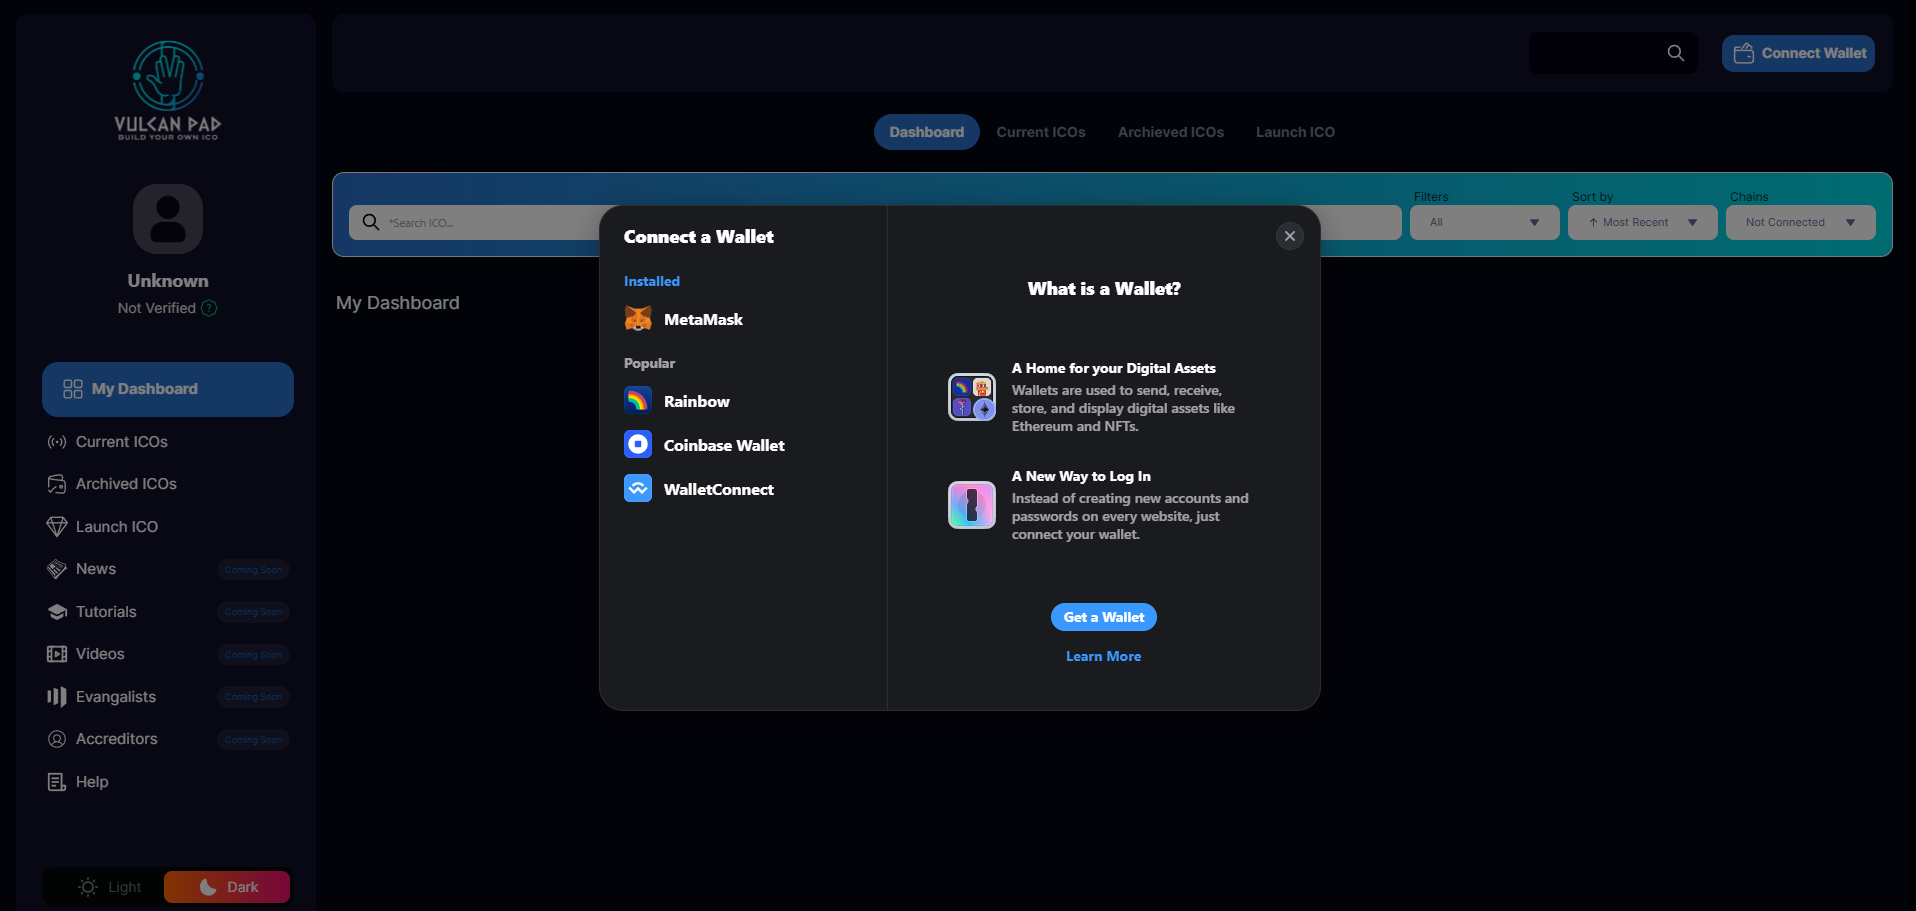 VULCAN PAD
BUILD YOUR OWN ICO
Unknown
Not Verified
?
My Dashboard
Current ICOs
Archived ICOs
Launch ICO
News
Coming Soon
Tutorials
Coming Soon
Videos
Coming Soon
Evangalists
Coming Soon
Accreditors
Coming Soon
Help
Light
Dark
Connect Wallet
Dashboard
Current ICOs
Archieved ICOs
Launch ICO
*Search ICO...
Filters
All
Sort by
↑ Most Recent
Chains
Not Connected
My Dashboard
Connect a Wallet
Installed
MetaMask
Popular
Rainbow
Coinbase Wallet
WalletConnect
What is a Wallet?
A Home for your Digital Assets
Wallets are used to send, receive,
store, and display digital assets like
Ethereum and NFTs.
A New Way to Log In
Instead of creating new accounts and
passwords on every website, just
connect your wallet.
Get a Wallet
Learn More